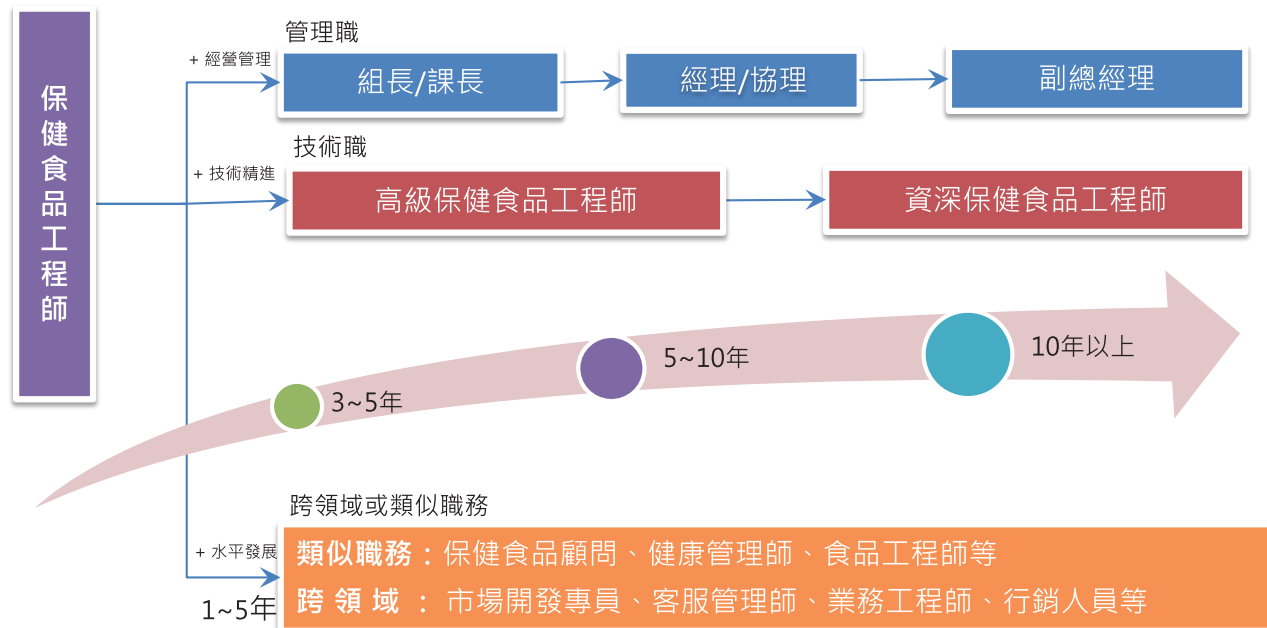 保健食品工程師
管理職
+ 經營管理
組長/課長
經理/協理
副總經理
技術職
+ 技術精進
高級保健食品工程師
資深保健食品工程師
3~5年
5~10年
10年以上
跨領域或類似職務
+ 水平發展
1~5年
類似職務：保健食品顧問、健康管理師、食品工程師等
跨 領 域 ： 市場開發專員、客服管理師、業務工程師、行銷人員等